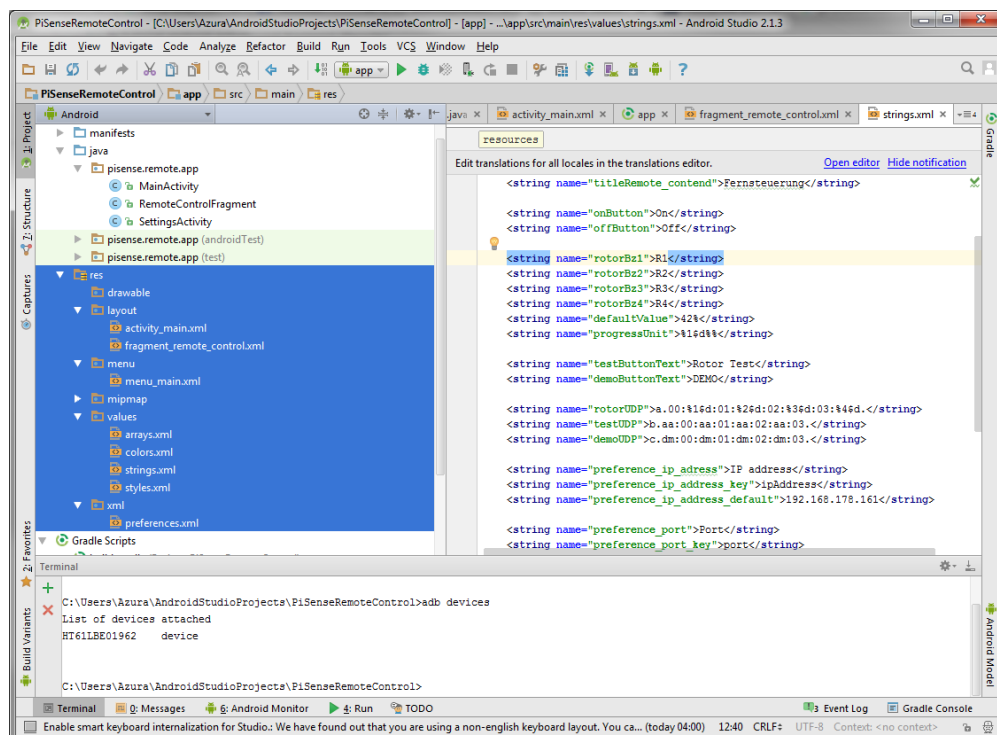 PiSenseRemoteControl - [C:\Users\Azura\AndroidStudioProjects\PiSenseRemoteControl] - [app] - ...\app\src\main\res\values\strings.xml - Android Studio 2.1.3
File Edit View Navigate Code Analyze Refactor Build Run Tools VCS Window Help
app
PiSenseRemoteControl app src main res
1: Project
Z: Structure
Captures
2: Favorites
Build Variants
Android
manifests
java
pisense.remote.app
MainActivity
RemoteControlFragment
SettingsActivity
pisense.remote.app (androidTest)
pisense.remote.app (test)
res
drawable
layout
activity_main.xml
fragment_remote_control.xml
menu
menu_main.xml
mipmap
values
arrays.xml
colors.xml
strings.xml
styles.xml
xml
preferences.xml
Gradle Scripts
.java activity_main.xml app fragment_remote_control.xml strings.xml
resources
Edit translations for all locales in the translations editor. Open editor Hide notification
<string name="titleRemote_contend">Fernsteuerung</string>
<string name="onButton">On</string>
<string name="offButton">Off</string>
<string name="rotorBz1">R1</string>
<string name="rotorBz2">R2</string>
<string name="rotorBz3">R3</string>
<string name="rotorBz4">R4</string>
<string name="defaultValue">42%</string>
<string name="progressUnit">%1$d%%</string>
<string name="testButtonText">Rotor Test</string>
<string name="demoButtonText">DEMO</string>
<string name="rotorUDP">a.00:%1$d:01:%2$d:02:%3$d:03:%4$d.</string>
<string name="testUDP">b.aa:00:aa:01:aa:02:aa:03.</string>
<string name="demoUDP">c.dm:00:dm:01:dm:02:dm:03.</string>
<string name="preference_ip_adress">IP address</string>
<string name="preference_ip_address_key">ipAddress</string>
<string name="preference_ip_address_default">192.168.178.161</string>
<string name="preference_port">Port</string>
<string name="preference_port_key">port</string>
Gradle
Android Model
Terminal
C:\Users\Azura\AndroidStudioProjects\PiSenseRemoteControl>adb devices
List of devices attached
HT61LBE01962 device
C:\Users\Azura\AndroidStudioProjects\PiSenseRemoteControl>
Terminal 0: Messages 6: Android Monitor 4: Run TODO 3 Event Log Gradle Console
Enable smart keyboard internalization for Studio.: We have found out that you are using a non-english keyboard layout. You ca... (today 04:00) 12:40 CRLF UTF-8 Context: <no context>